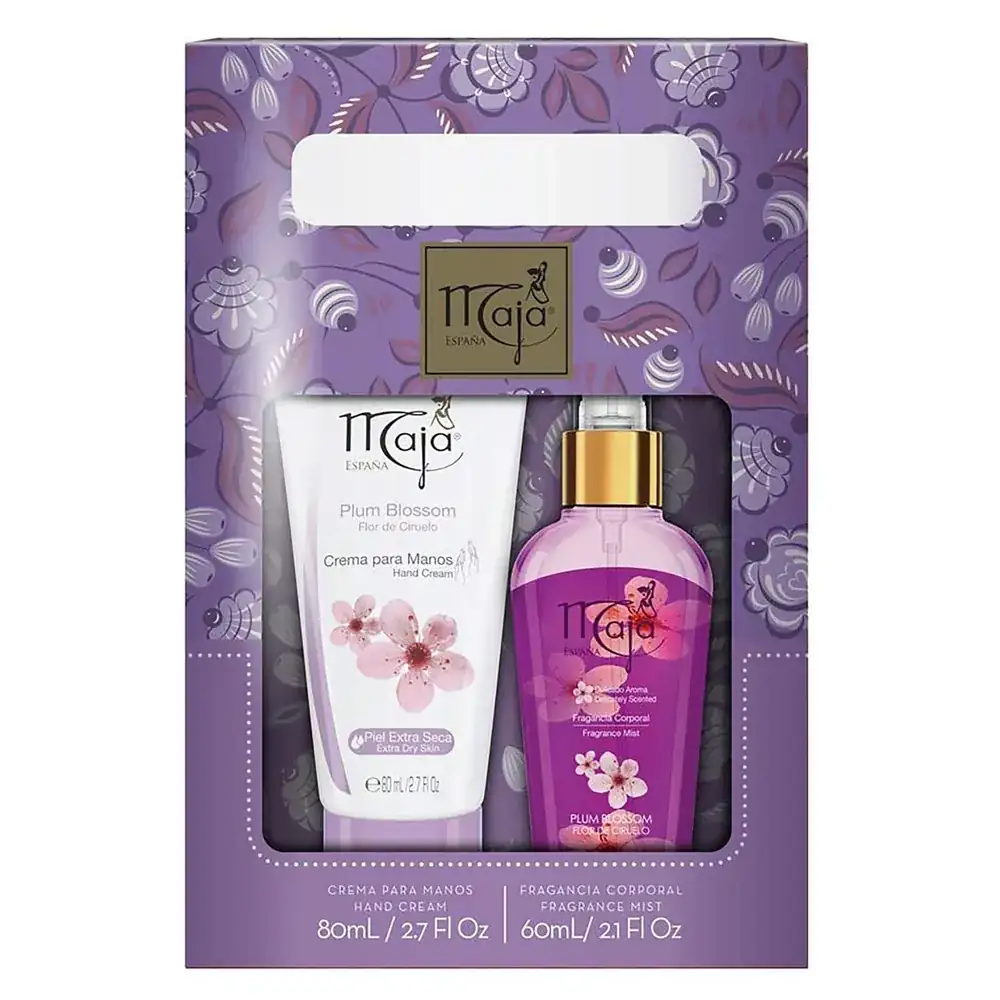 Maja®
ESPAÑA
Maja®
ESPAÑA
Plum Blossom
Flor de Ciruelo
Crema para Manos
Hand Cream
Piel Extra Seca
Extra Dry Skin
℮80 mL/2.7 Fl Oz
Maja
ESPAÑA
Delicado Aroma
Delicately Scented
Fragancia Corporal
Fragrance Mist
PLUM BLOSSOM
FLOR DE CIRUELO
CREMA PARA MANOS
HAND CREAM
80mL / 2.7 Fl Oz
FRAGANCIA CORPORAL
FRAGRANCE MIST
60mL / 2.1 Fl Oz